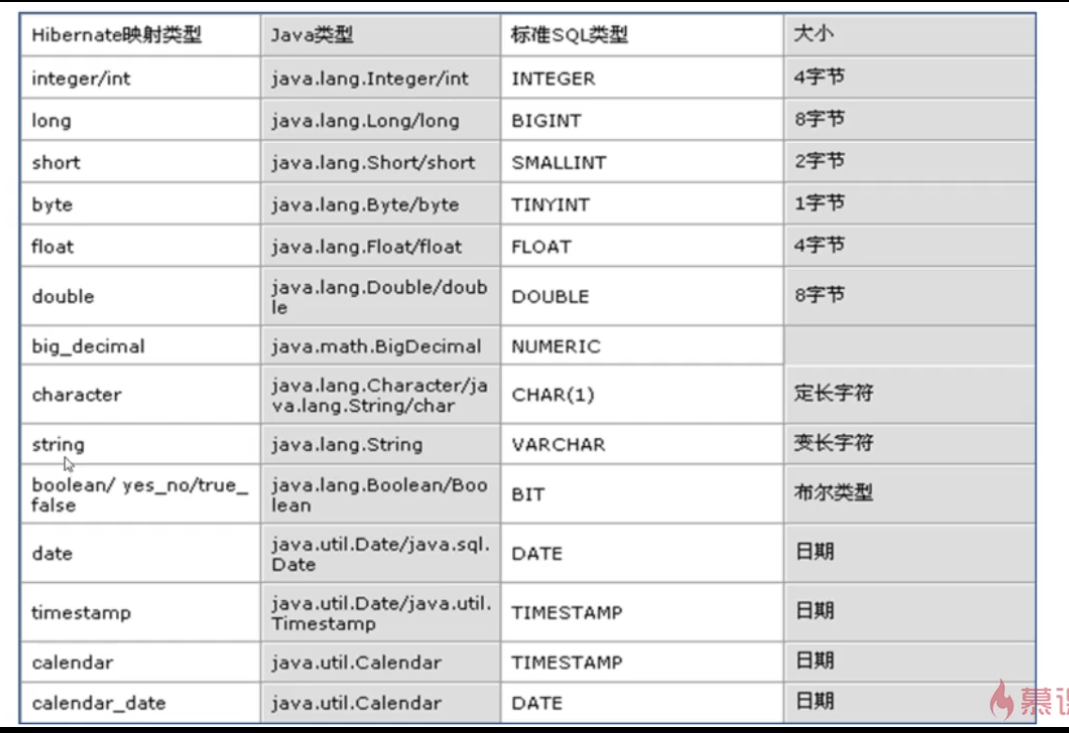 Hibernate映射类型 Java类型 标准SQL类型 大小
integer/int java.lang.Integer/int INTEGER 4字节
long java.lang.Long/long BIGINT 8字节
short java.lang.Short/short SMALLINT 2字节
byte java.lang.Byte/byte TINYINT 1字节
float java.lang.Float/float FLOAT 4字节
double java.lang.Double/doub
le DOUBLE 8字节
big_decimal java.math.BigDecimal NUMERIC
character java.lang.Character/ja
va.lang.String/char CHAR(1) 定长字符
string java.lang.String VARCHAR 变长字符
boolean/ yes_no/true_
false java.lang.Boolean/Boo
lean BIT 布尔类型
date java.util.Date/java.sql.
Date DATE 日期
timestamp java.util.Date/java.util.
Timestamp TIMESTAMP 日期
calendar java.util.Calendar TIMESTAMP 日期
calendar_date java.util.Calendar DATE 日期
慕